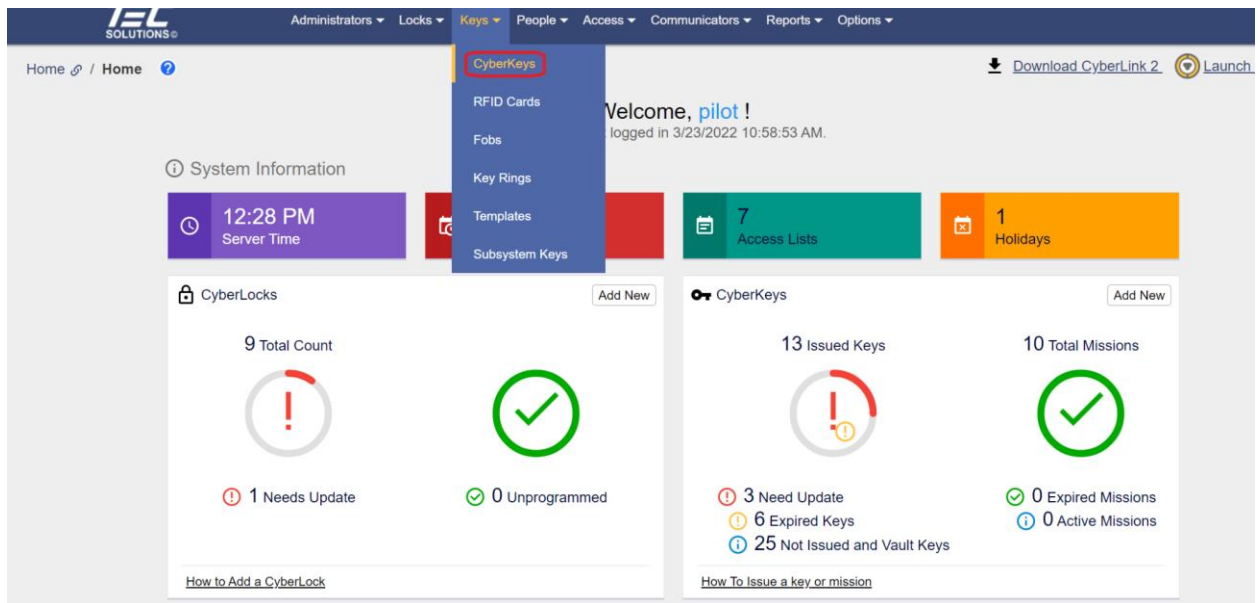 IEC
SOLUTIONS©
Administrators Locks Keys People Access Communicators Reports Options
Home / Home
CyberKeys
RFID Cards
Fobs
Key Rings
Templates
Subsystem Keys
Download CyberLink 2 Launch
Welcome, pilot !
logged in 3/23/2022 10:58:53 AM.
System Information
12:28 PM
Server Time
7
Access Lists
1
Holidays
CyberLocks Add New
9 Total Count
1 Needs Update
0 Unprogrammed
How to Add a CyberLock
CyberKeys Add New
13 Issued Keys
10 Total Missions
3 Need Update
6 Expired Keys
25 Not Issued and Vault Keys
0 Expired Missions
0 Active Missions
How To Issue a key or mission